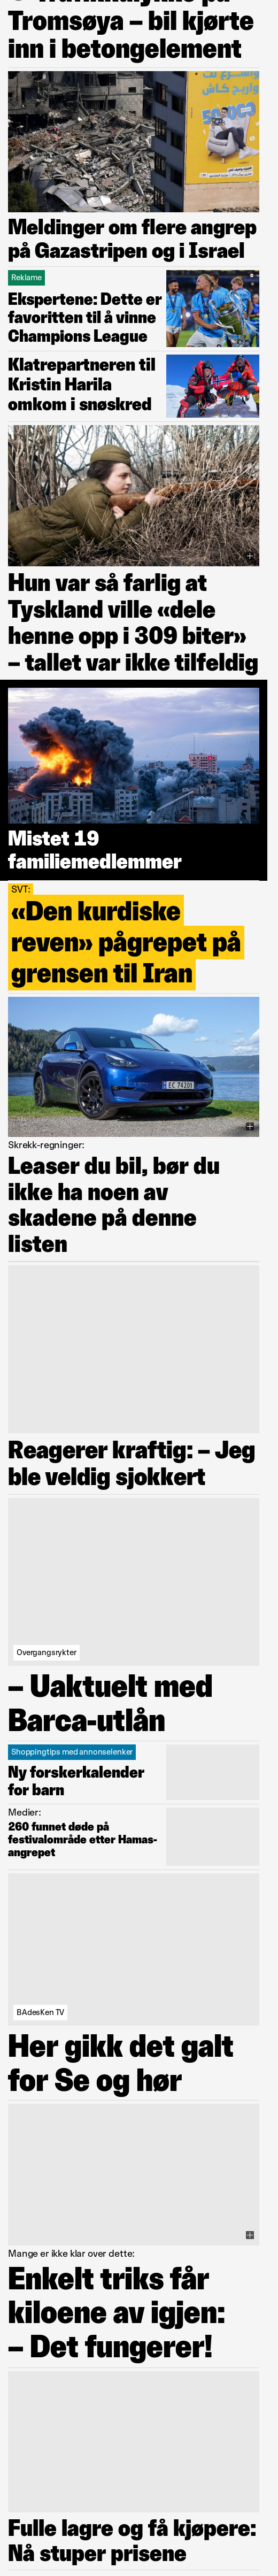 Tromsøya – bil kjørte
inn i betongelement
50,000
Meldinger om flere angrep
på Gazastripen og i Israel
Reklame
Ekspertene: Dette er
favoritten til å vinne
Champions League
Klatrepartneren til
Kristin Harila
omkom i snøskred
Hun var så farlig at
Tyskland ville «dele
henne opp i 309 biter»
– tallet var ikke tilfeldig
Mistet 19
familiemedlemmer
SVT:
«Den kurdiske
reven» pågrepet på
grensen til Iran
EC 74201
Skrekk-regninger:
Leaser du bil, bør du
ikke ha noen av
skadene på denne
listen
Reagerer kraftig: – Jeg
ble veldig sjokkert
Overgangsrykter
– Uaktuelt med
Barca-utlån
Shoppingtips med annonselenker
Ny forskerkalender
for barn
Medier:
260 funnet døde på
festivalområde etter Hamas-
angrepet
BAdesKen TV
Her gikk det galt
for Se og hør
Mange er ikke klar over dette:
Enkelt triks får
kiloene av igjen:
– Det fungerer!
Fulle lagre og få kjøpere:
Nå stuper prisene